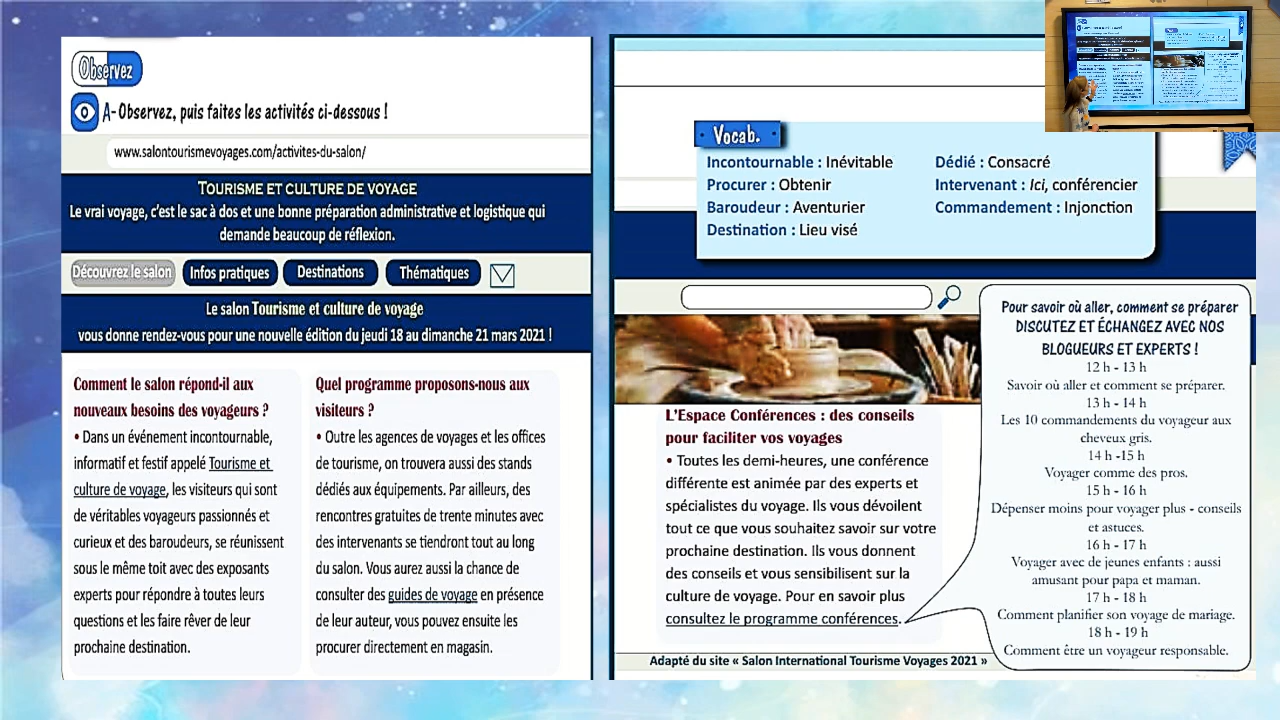 Observez
A- Observez, puis faites les activités ci-dessous !
www.salontourismevoyages.com/activites-du-salon/
TOURISME ET CULTURE DE VOYAGE
Le vrai voyage, c'est le sac à dos et une bonne préparation administrative et logistique qui
demande beaucoup de réflexion.
Découvrez le salon
Infos pratiques
Destinations
Thématiques
Le salon Tourisme et culture de voyage
vous donne rendez-vous pour une nouvelle édition du jeudi 18 au dimanche 21 mars 2021 !
Comment le salon répond-il aux
nouveaux besoins des voyageurs ?
• Dans un événement incontournable,
informatif et festif appelé Tourisme et
culture de voyage, les visiteurs qui sont
de véritables voyageurs passionnés et
curieux et des baroudeurs, se réunissent
sous le même toit avec des exposants
experts pour répondre à toutes leurs
questions et les faire rêver de leur
prochaine destination.
Quel programme proposons-nous aux
visiteurs ?
• Outre les agences de voyages et les offices
de tourisme, on trouvera aussi des stands
dédiés aux équipements. Par ailleurs, des
rencontres gratuites de trente minutes avec
des intervenants se tiendront tout au long
du salon. Vous aurez aussi la chance de
consulter des guides de voyage en présence
de leur auteur, vous pouvez ensuite les
procurer directement en magasin.
Vocab.
Incontournable : Inévitable
Procurer : Obtenir
Baroudeur : Aventurier
Destination : Lieu visé
Dédié : Consacré
Intervenant : Ici, conférencier
Commandement : Injonction
L'Espace Conférences : des conseils
pour faciliter vos voyages
• Toutes les demi-heures, une conférence
différente est animée par des experts et
spécialistes du voyage. Ils vous dévoilent
tout ce que vous souhaitez savoir sur votre
prochaine destination. Ils vous donnent
des conseils et vous sensibilisent sur la
culture de voyage. Pour en savoir plus
consultez le programme conférences.
Pour savoir où aller, comment se préparer
DISCUTEZ ET ÉCHANGEZ AVEC NOS
BLOGUEURS ET EXPERTS !
12 h - 13 h
Savoir où aller et comment se préparer.
13 h - 14 h
Les 10 commandements du voyageur aux
cheveux gris.
14 h -15 h
Voyager comme des pros.
15 h - 16 h
Dépenser moins pour voyager plus - conseils
et astuces.
16 h - 17 h
Voyager avec de jeunes enfants : aussi
amusant pour papa et maman.
17 h - 18 h
Comment planifier son voyage de mariage.
18 h - 19 h
Comment être un voyageur responsable.
Adapté du site « Salon International Tourisme Voyages 2021 »